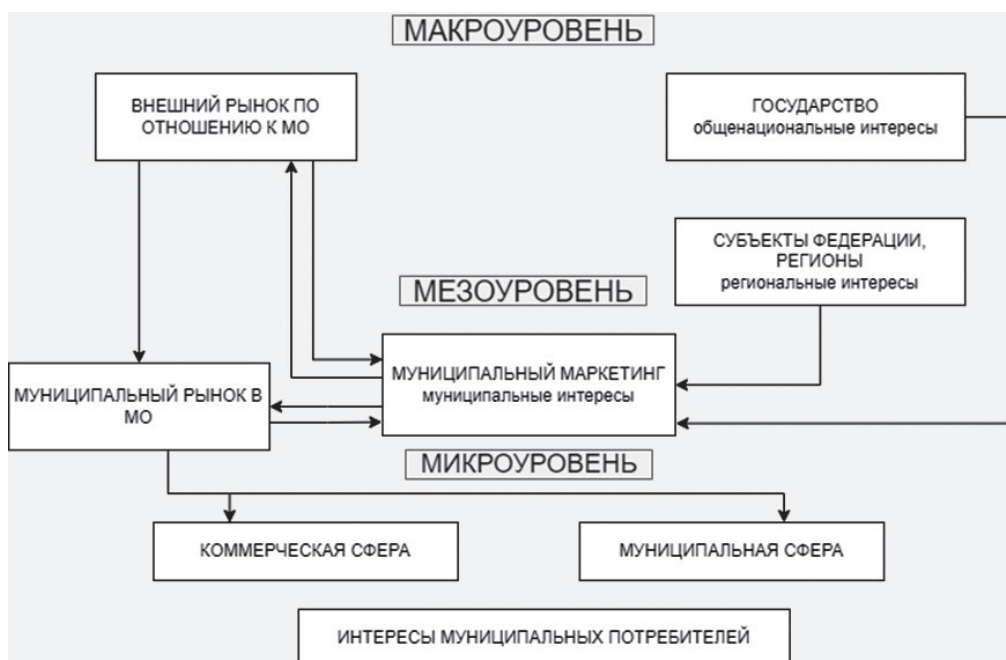 МАКРОУРОВЕНЬ
ВНЕШНИЙ РЫНОК ПО
ОТНОШЕНИЮ К МО
ГОСУДАРСТВО
общенациональные интересы
СУБЪЕКТЫ ФЕДЕРАЦИИ,
РЕГИОНЫ
региональные интересы
МЕЗОУРОВЕНЬ
МУНИЦИПАЛЬНЫЙ МАРКЕТИНГ
муниципальные интересы
МУНИЦИПАЛЬНЫЙ РЫНОК В
МО
МИКРОУРОВЕНЬ
КОММЕРЧЕСКАЯ СФЕРА
МУНИЦИПАЛЬНАЯ СФЕРА
ИНТЕРЕСЫ МУНИЦИПАЛЬНЫХ ПОТРЕБИТЕЛЕЙ